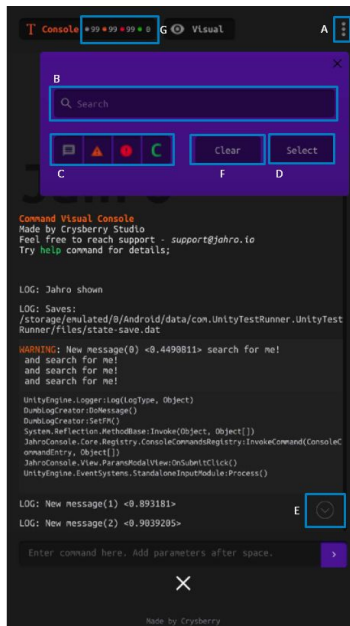 T Console 99 99 99 0 G Visual A
B
Search
C
Clear Select
C F D
Jahro
Command Visual Console
Made by Crysberry Studio
Feel free to reach support - support@jahro.io
Try help command for details;
LOG: Jahro shown
LOG: Saves:
/storage/emulated/0/Android/data/com.UnityTestRunner.UnityTest
Runner/files/state-save.dat
WARNING: New message(0) <0.4490811> search for me!
and search for me!
and search for me!
and search for me!
UnityEngine.Logger:Log(LogType, Object)
DumbLogCreator:DoMessage()
DumbLogCreator:SetFM()
System.Reflection.MethodBase:Invoke(Object, Object[])
JahroConsole.Core.Registry.ConsoleCommandsRegistry:InvokeCommand(ConsoleC
ommandEntry, Object[])
JahroConsole.View.ParamsModalView:OnSubmitClick()
UnityEngine.EventSystems.StandaloneInputModule:Process()
LOG: New message(1) <0.893181>
E
LOG: New message(2) <0.9039205>
Enter command here. Add parameters after space. >
Made by Crysberry